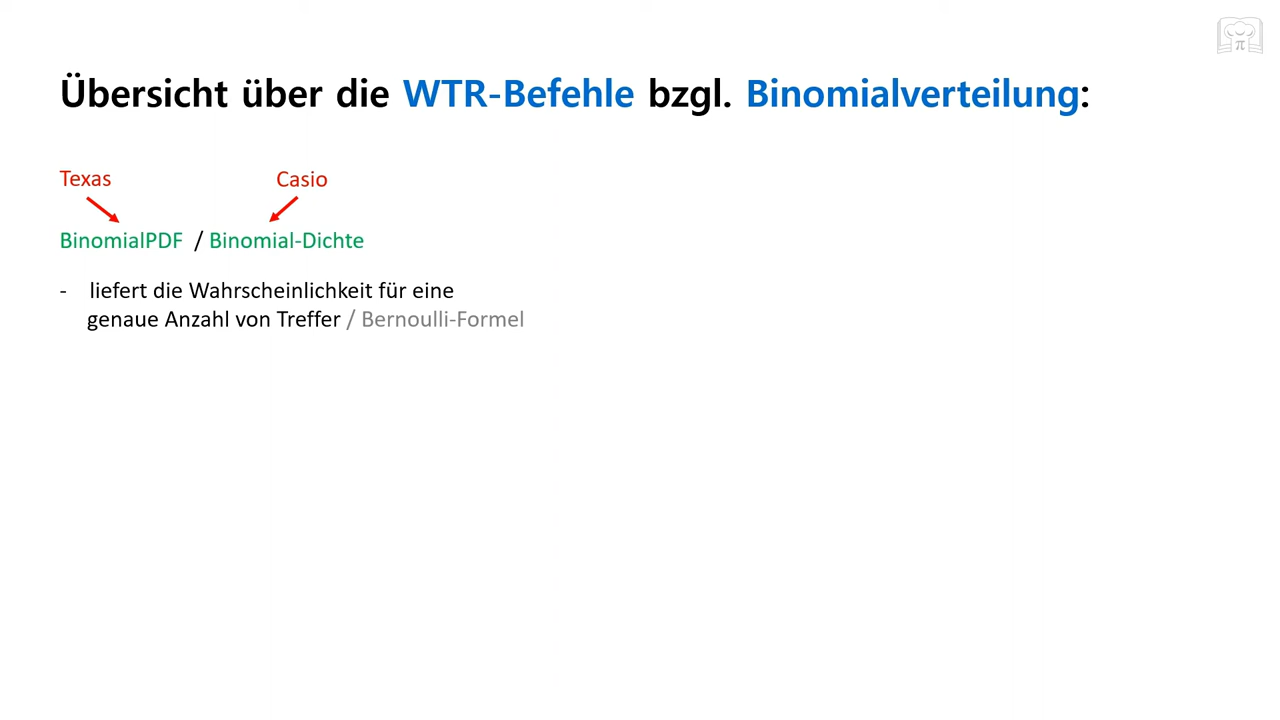 Übersicht über die WTR-Befehle bzgl. Binomialverteilung:
Texas Casio
BinomialPDF / Binomial-Dichte
- liefert die Wahrscheinlichkeit für eine
genaue Anzahl von Treffer / Bernoulli-Formel
π